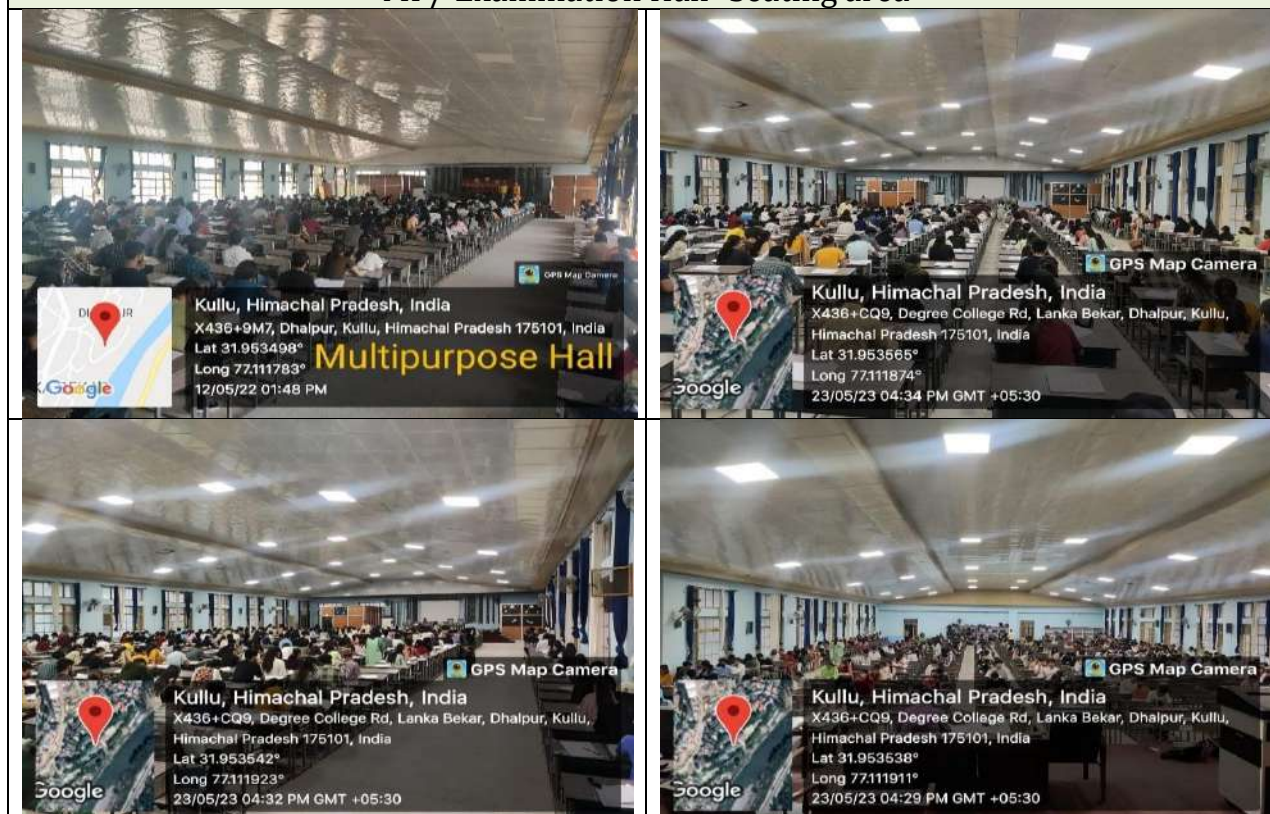 Examination Hall
GPS Map Camera
Kullu, Himachal Pradesh, India
X436+9M7, Dhalpur, Kullu, Himachal Pradesh 175101, India
Lat 31.953498°
Long 77.111783°
Multipurpose Hall
12/05/22 01:48 PM
Google
GPS Map Camera
Kullu, Himachal Pradesh, India
X436+CQ9, Degree College Rd, Lanka Bekar, Dhalpur, Kullu,
Himachal Pradesh 175101, India
Lat 31.953565°
Long 77.111874°
23/05/23 04:34 PM GMT +05:30
Google
GPS Map Camera
Kullu, Himachal Pradesh, India
X436+CQ9, Degree College Rd, Lanka Bekar, Dhalpur, Kullu,
Himachal Pradesh 175101, India
Lat 31.953542°
Long 77.111923°
23/05/23 04:32 PM GMT +05:30
Google
GPS Map Camera
Kullu, Himachal Pradesh, India
X436+CQ9, Degree College Rd, Lanka Bekar, Dhalpur, Kullu,
Himachal Pradesh 175101, India
Lat 31.953538°
Long 77.111911°
23/05/23 04:29 PM GMT +05:30
Google